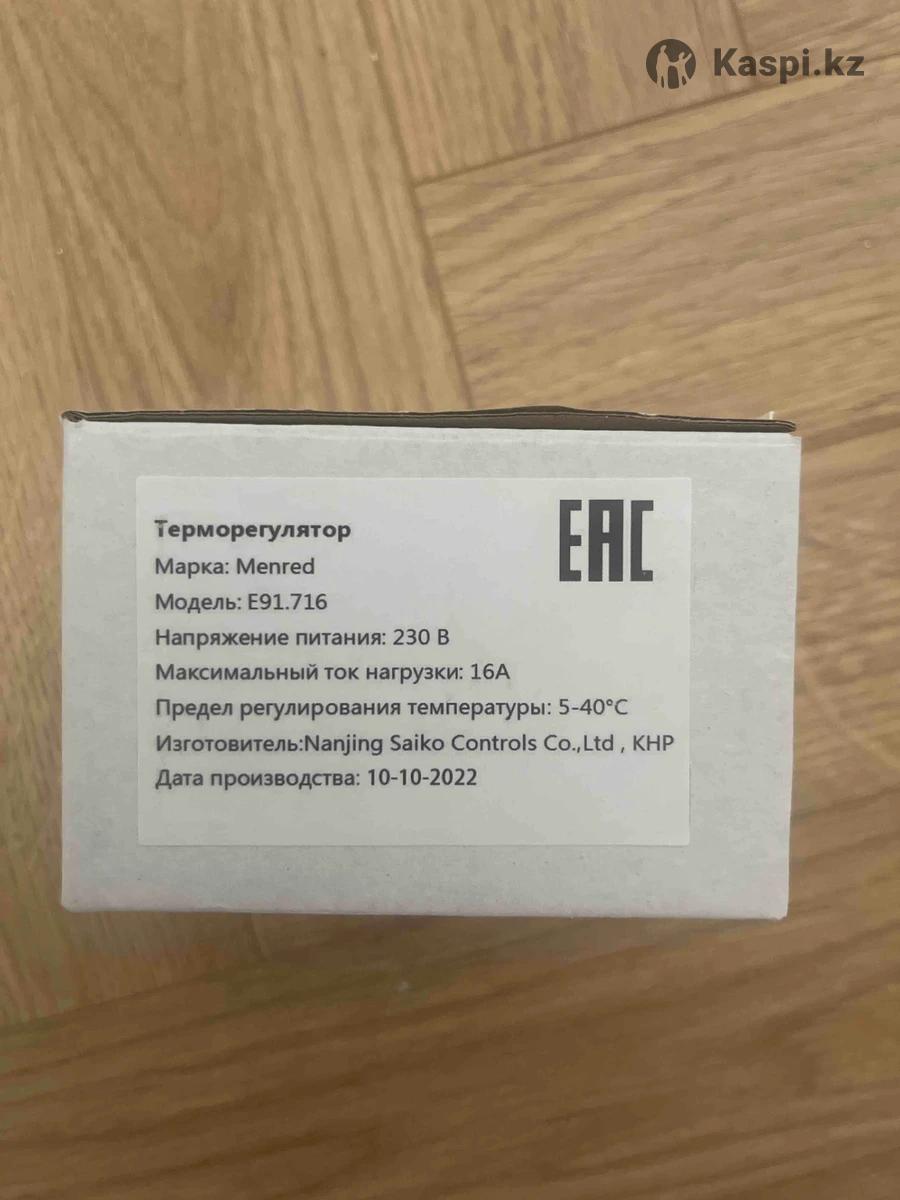 Kaspi.kz
Терморегулятор
EAC
Марка: Menred
Модель: E91.716
Напряжение питания: 230 В
Максимальный ток нагрузки: 16А
Предел регулирования температуры: 5-40°C
Изготовитель:Nanjing Saiko Controls Co.,Ltd , КНР
Дата производства: 10-10-2022